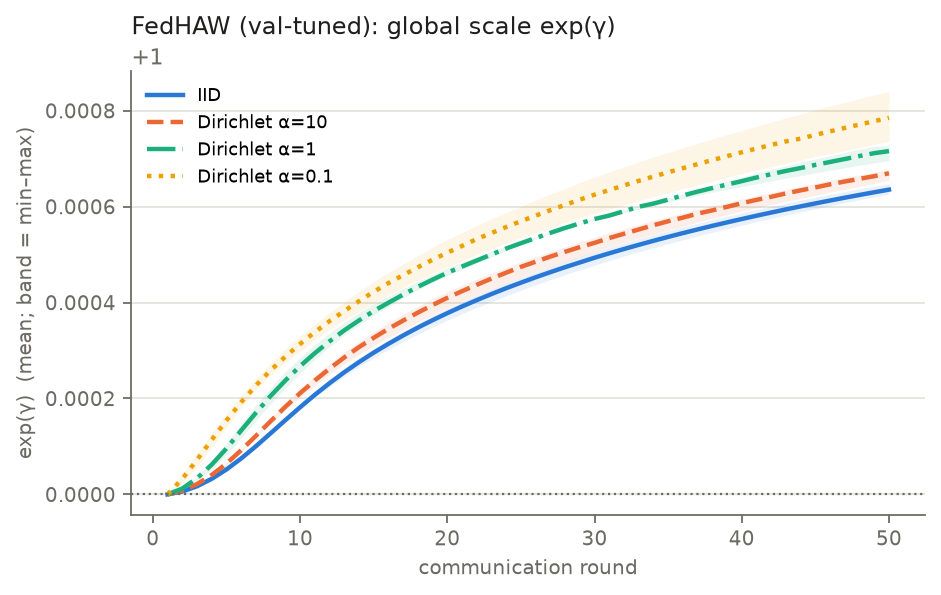 FedHAW (val-tuned): global scale exp(γ)
+1
IID
Dirichlet α=10
Dirichlet α=1
Dirichlet α=0.1
exp(γ)  (mean; band = min–max)
0.0008
0.0006
0.0004
0.0002
0.0000
0 10 20 30 40 50
communication round